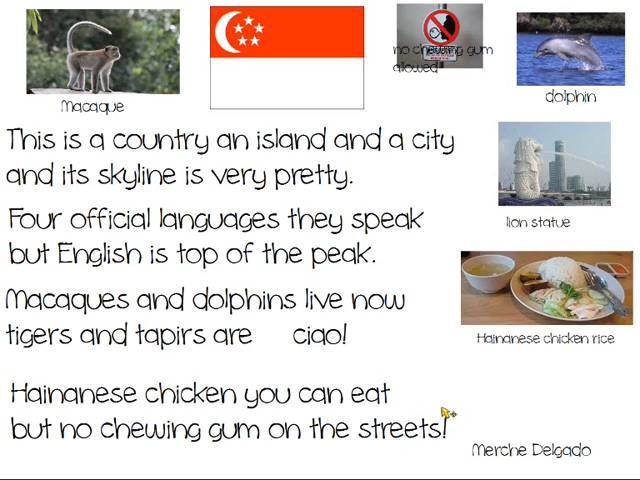 no chewing gum
allowed!!
Macaque
dolphin
This is a country an island and a city
and its skyline is very pretty.
lion statue
Four official languages they speak
but English is top of the peak.
Macaques and dolphins live now
tigers and tapirs are ciao!
Hainanese chicken rice
Hainanese chicken you can eat
but no chewing gum on the streets!
Merche Delgado